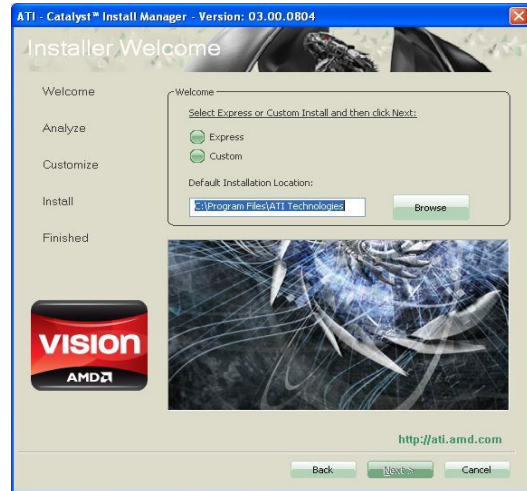 ATI - Catalyst™ Install Manager - Version: 03.00.0804
Installer Welcome
Welcome
Analyze
Customize
Install
Finished
Welcome
Select Express or Custom Install and then click Next:
Express
Custom
Default Installation Location:
C:\Program Files\ATI Technologies
Browse
VISION
AMD
http://ati.amd.com
Back
Next >
Cancel